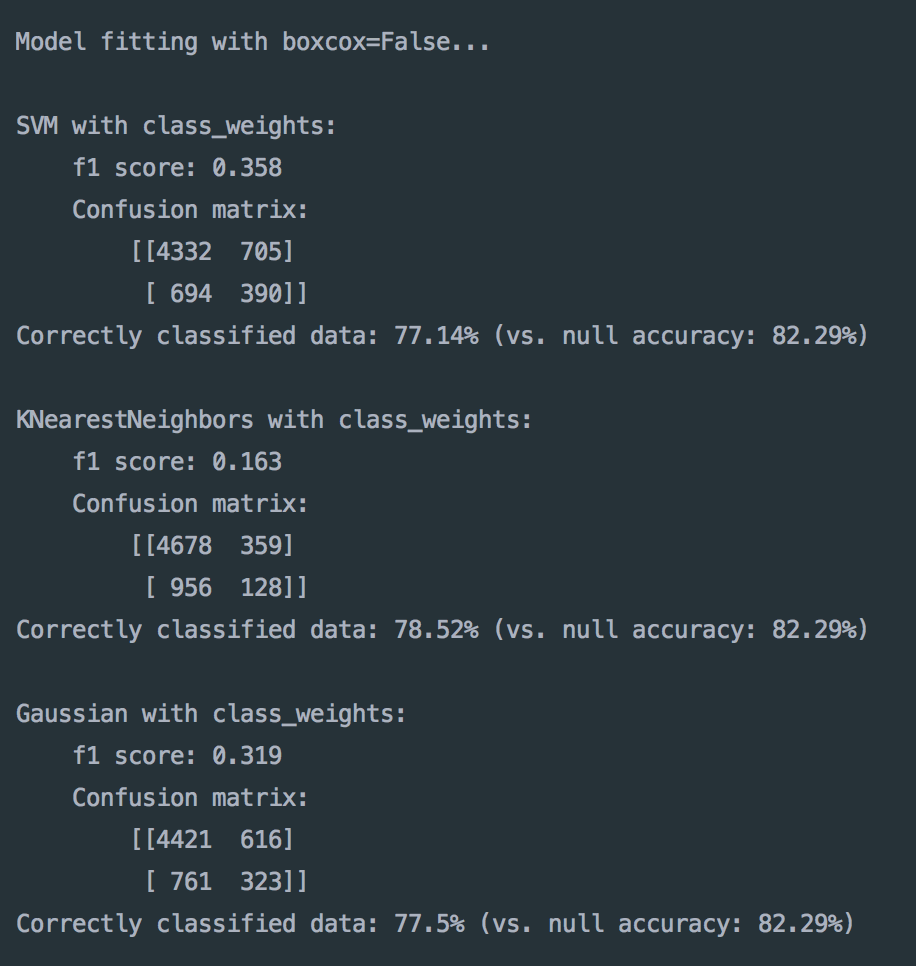 Model fitting with boxcox=False...
SVM with class_weights:
f1 score: 0.358
Confusion matrix:
[[4332  705]
[ 694  390]]
Correctly classified data: 77.14% (vs. null accuracy: 82.29%)
KNearestNeighbors with class_weights:
f1 score: 0.163
Confusion matrix:
[[4678  359]
[ 956  128]]
Correctly classified data: 78.52% (vs. null accuracy: 82.29%)
Gaussian with class_weights:
f1 score: 0.319
Confusion matrix:
[[4421  616]
[ 761  323]]
Correctly classified data: 77.5% (vs. null accuracy: 82.29%)